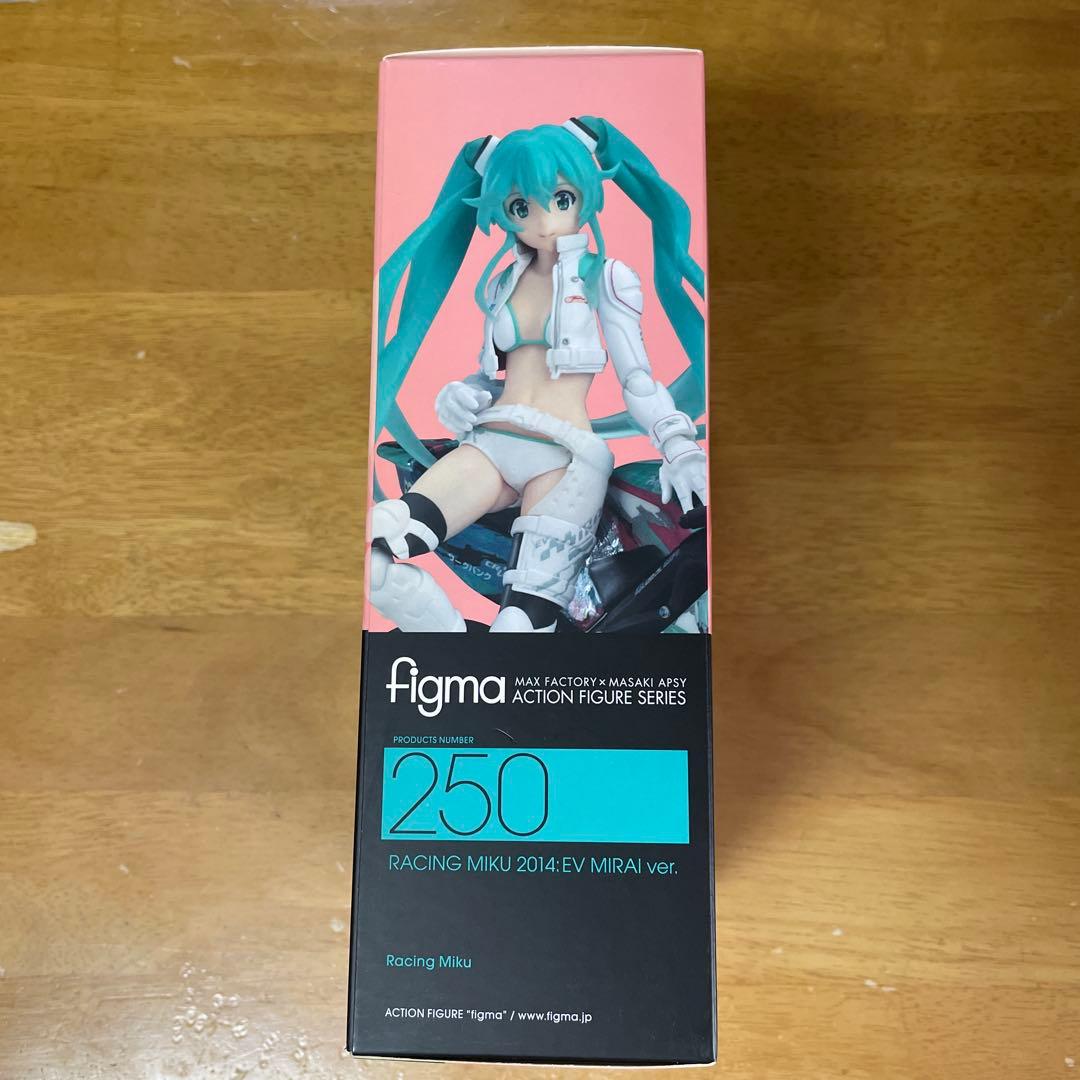 figma
MAX FACTORY×MASAKI APSY
ACTION FIGURE SERIES
PRODUCTS NUMBER
250
RACING MIKU 2014:EV MIRAI ver.
Racing Miku
ACTION FIGURE "figma" / www.figma.jp